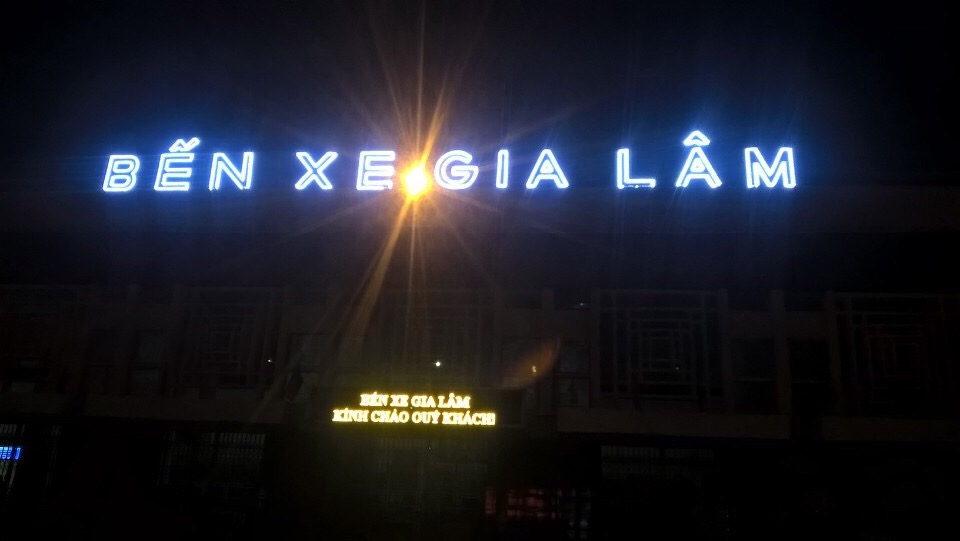 BẾN XE GIA LÂM
BẾN XE GIA LÂM
KÍNH CHÀO QUÝ KHÁCH!